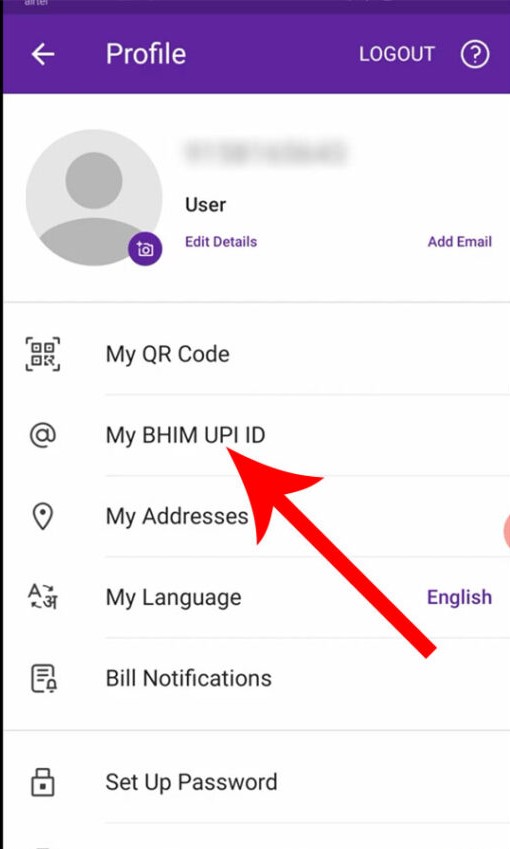 airtel
Profile
LOGOUT
User
Edit Details
Add Email
My QR Code
My BHIM UPI ID
My Addresses
My Language
English
Bill Notifications
Set Up Password